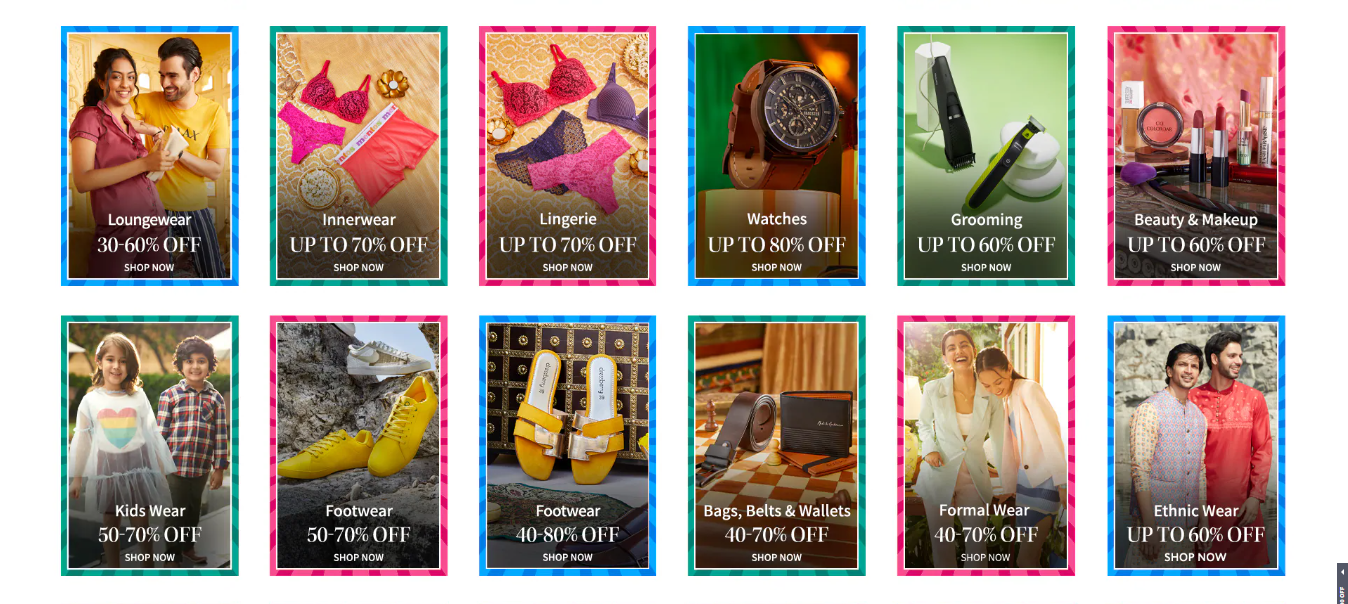 Loungewear
30-60% OFF
SHOP NOW
Innerwear
UP TO 70% OFF
SHOP NOW
Lingerie
UP TO 70% OFF
SHOP NOW
Watches
UP TO 80% OFF
SHOP NOW
Grooming
UP TO 60% OFF
SHOP NOW
Beauty & Makeup
UP TO 60% OFF
SHOP NOW
Kids Wear
50-70% OFF
SHOP NOW
Footwear
50-70% OFF
SHOP NOW
Footwear
40-80% OFF
SHOP NOW
Bags, Belts & Wallets
40-70% OFF
SHOP NOW
Formal Wear
40-70% OFF
SHOP NOW
Ethnic Wear
UP TO 60% OFF
SHOP NOW
OFF